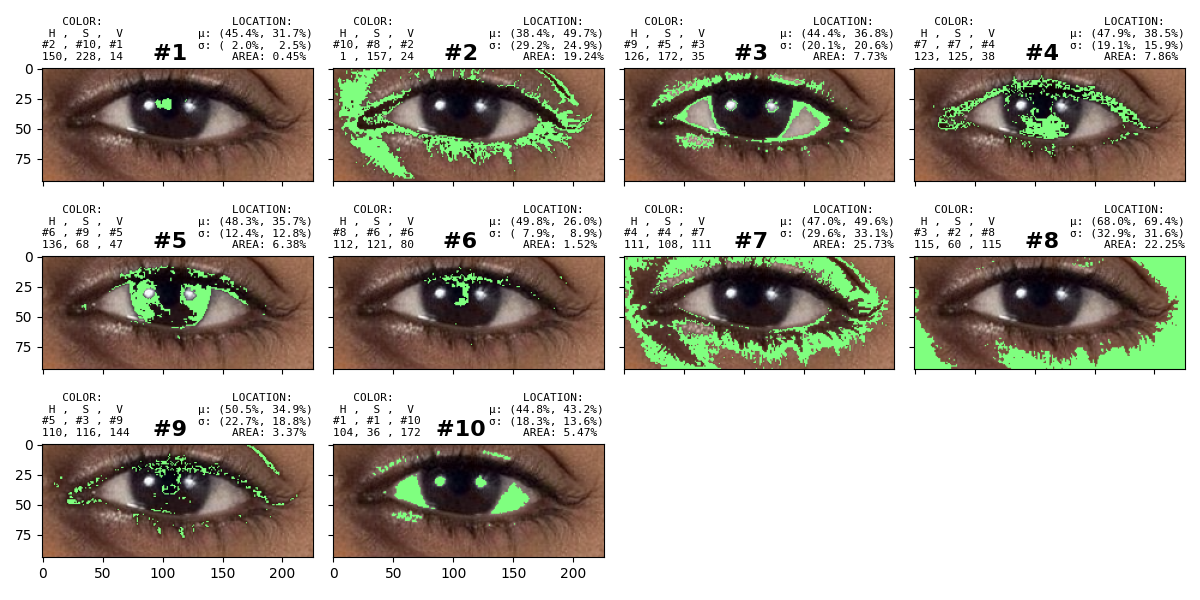 COLOR: LOCATION:
H , S , V μ: (45.4%, 31.7%)
#2 , #10, #1 #1 σ: ( 2.0%, 2.5%)
150, 228, 14 AREA: 0.45%
COLOR: LOCATION:
H , S , V μ: (38.4%, 49.7%)
#10, #8 , #2 #2 σ: (29.2%, 24.9%)
1 , 157, 24 AREA: 19.24%
COLOR: LOCATION:
H , S , V μ: (44.4%, 36.8%)
#9 , #5 , #3 #3 σ: (20.1%, 20.6%)
126, 172, 35 AREA: 7.73%
COLOR: LOCATION:
H , S , V μ: (47.9%, 38.5%)
#7 , #7 , #4 #4 σ: (19.1%, 15.9%)
123, 125, 38 AREA: 7.86%
0
25
50
75
COLOR: LOCATION:
H , S , V μ: (48.3%, 35.7%)
#6 , #9 , #5 #5 σ: (12.4%, 12.8%)
136, 68 , 47 AREA: 6.38%
COLOR: LOCATION:
H , S , V μ: (49.8%, 26.0%)
#8 , #6 , #6 #6 σ: ( 7.9%, 8.9%)
112, 121, 80 AREA: 1.52%
COLOR: LOCATION:
H , S , V μ: (47.0%, 49.6%)
#4 , #4 , #7 #7 σ: (29.6%, 33.1%)
111, 108, 111 AREA: 25.73%
COLOR: LOCATION:
H , S , V μ: (68.0%, 69.4%)
#3 , #2 , #8 #8 σ: (32.9%, 31.6%)
115, 60 , 115 AREA: 22.25%
0
25
50
75
COLOR: LOCATION:
H , S , V μ: (50.5%, 34.9%)
#5 , #3 , #9 #9 σ: (22.7%, 18.8%)
110, 116, 144 AREA: 3.37%
COLOR: LOCATION:
H , S , V μ: (44.8%, 43.2%)
#1 , #1 , #10 #10 σ: (18.3%, 13.6%)
104, 36 , 172 AREA: 5.47%
0
25
50
75
0 50 100 150 200
0 50 100 150 200